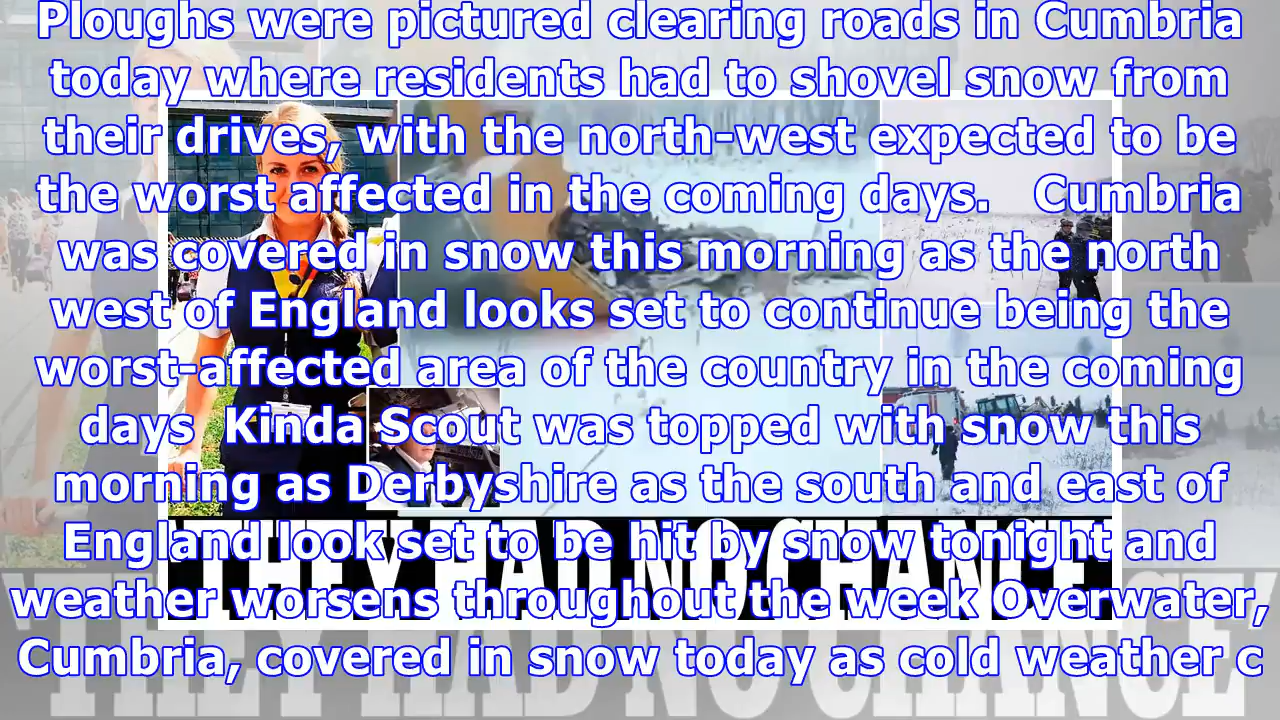 Ploughs were pictured clearing roads in Cumbria
today where residents had to shovel snow from
their drives, with the north-west expected to be
the worst affected in the coming days.   Cumbria
was covered in snow this morning as the north
west of England looks set to continue being the
worst-affected area of the country in the coming
days  Kinda Scout was topped with snow this
morning as Derbyshire as the south and east of
England look set to be hit by snow tonight and
weather worsens throughout the week Overwater,
Cumbria, covered in snow today as cold weather c
'THEY HAD NO CHANCE'